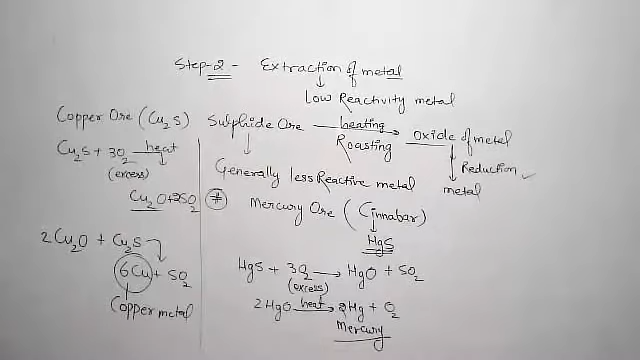 Step-2 - Extraction of metal
↓
Low Reactivity metal
Copper Ore (Cu₂S)
Cu₂S + 3O₂ heat→
(excess)
Cu₂O + 2SO₂
2Cu₂O + Cu₂S
6Cu + SO₂
Copper metal
Sulphide Ore heating→ oxide of metal
Roasting
↓ Reduction ✓
Generally less Reactive metal
metal
* Mercury Ore (Cinnabar)
↓
HgS
HgS + 3O₂ → HgO + SO₂
(excess)
2HgO heat→ 2Hg + O₂
Mercury